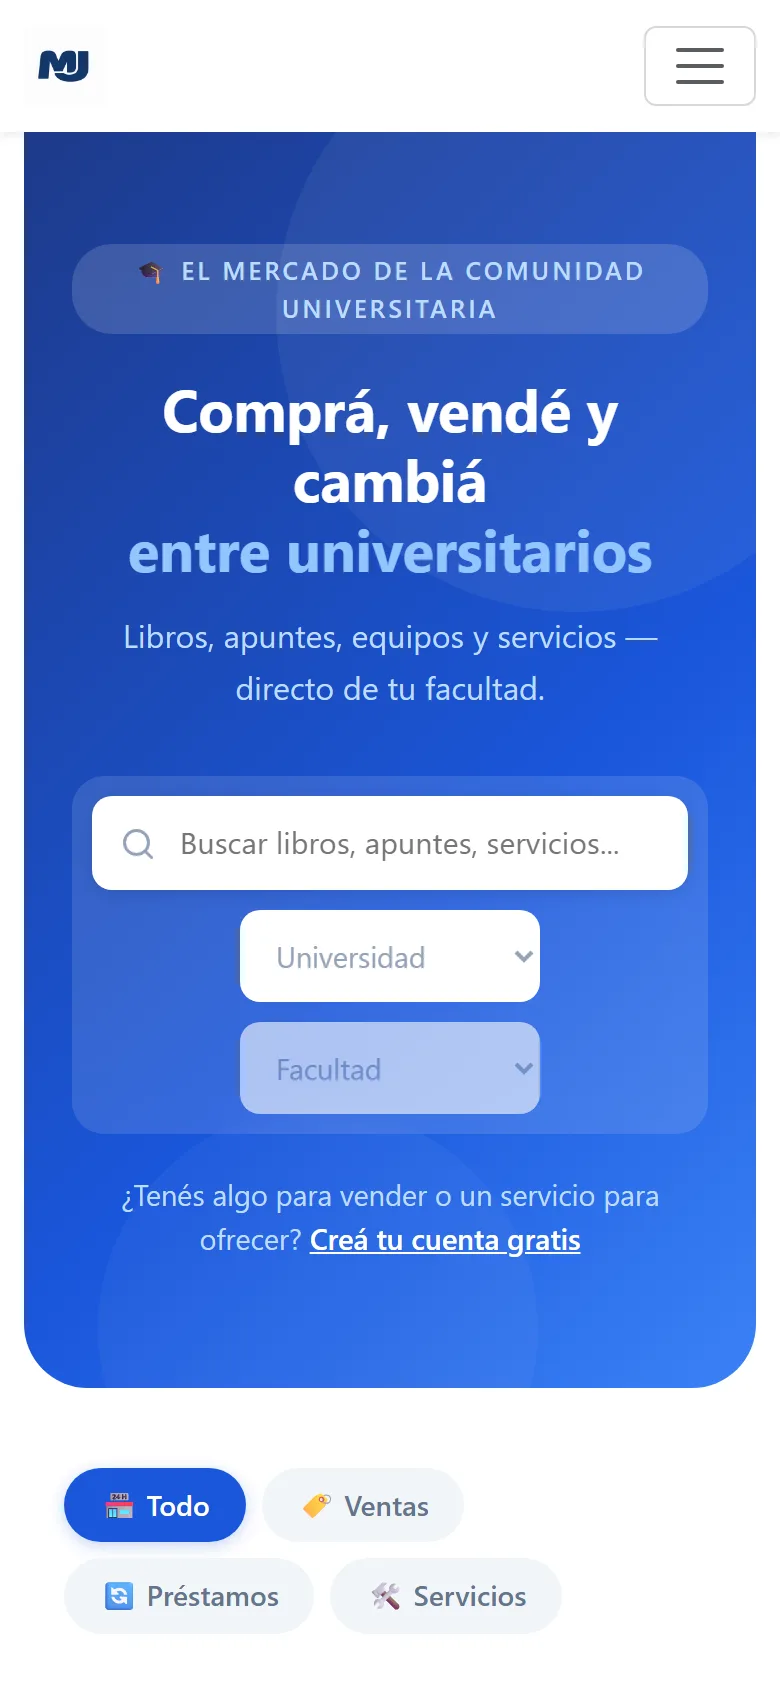 MJ
EL MERCADO DE LA COMUNIDAD
UNIVERSITARIA
Comprá, vendé y
cambiá
entre universitarios
Libros, apuntes, equipos y servicios —
directo de tu facultad.
Buscar libros, apuntes, servicios...
Universidad
Facultad
¿Tenés algo para vender o un servicio para
ofrecer? Creá tu cuenta gratis
Todo
Ventas
Préstamos
Servicios